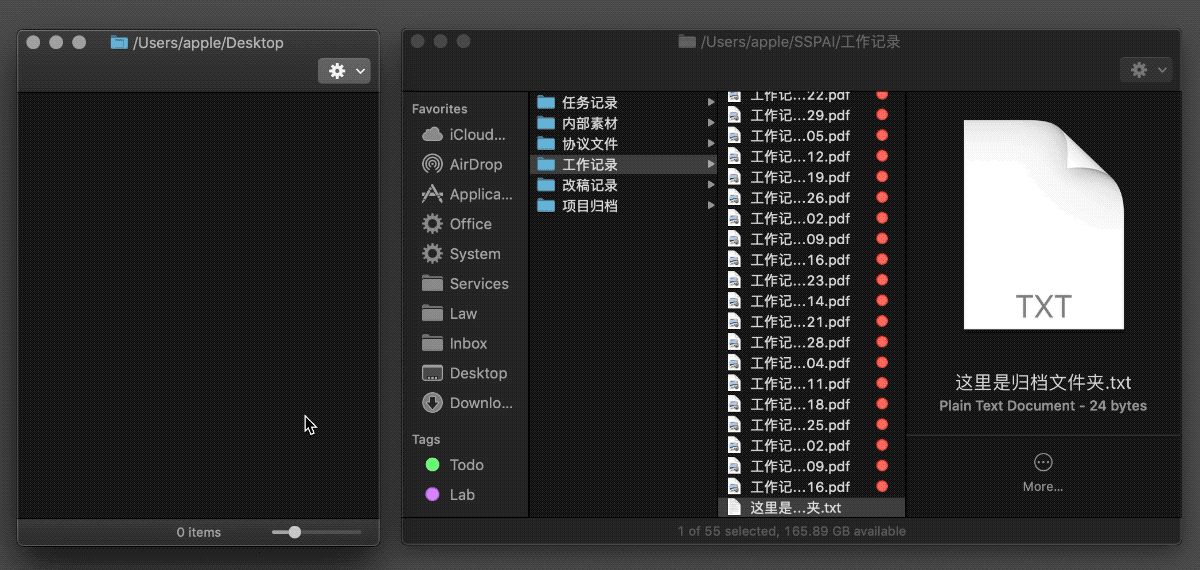 /Users/apple/Desktop
0 items
/Users/apple/SSPAI/工作记录
Favorites
iCloud...
AirDrop
Applica...
Office
System
Services
Law
Inbox
Desktop
Downlo...
Tags
Todo
Lab
任务记录
内部素材
协议文件
工作记录
改稿记录
项目归档
工作记...22.pdf
工作记...29.pdf
工作记...05.pdf
工作记...12.pdf
工作记...19.pdf
工作记...26.pdf
工作记...02.pdf
工作记...09.pdf
工作记...16.pdf
工作记...23.pdf
工作记...14.pdf
工作记...21.pdf
工作记...28.pdf
工作记...04.pdf
工作记...11.pdf
工作记...18.pdf
工作记...25.pdf
工作记...02.pdf
工作记...09.pdf
工作记...16.pdf
这里是...夹.txt
TXT
这里是归档文件夹.txt
Plain Text Document - 24 bytes
More...
1 of 55 selected, 165.89 GB available